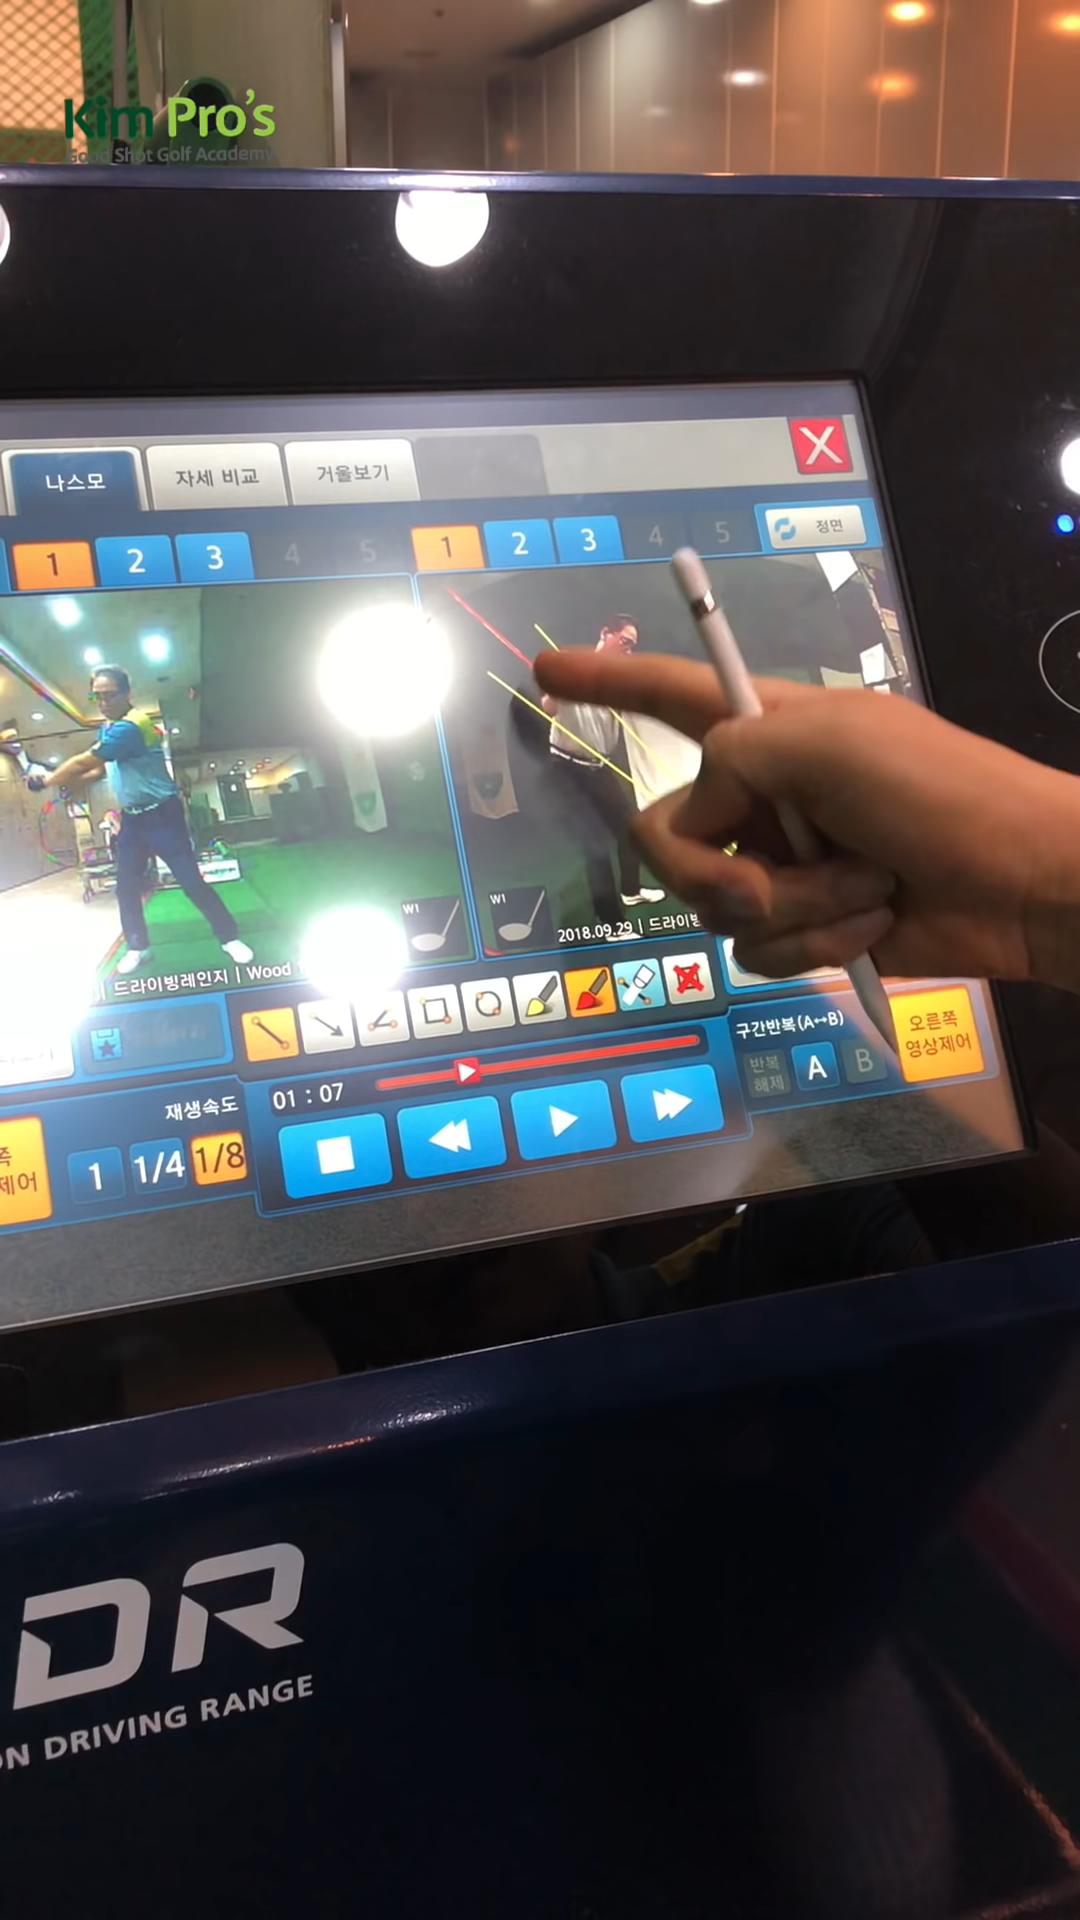 Kim Pro's
Good Shot Golf Academy
나스모
자세 비교
거울보기
X
1 2 3 4 5
1 2 3 4 5
정면
W1
W1
드라이빙레인지 | Wood
2018.09.29 | 드라이빙
구간반복(A↔B)
반복
해제
A
B
오른쪽
영상제어
재생속도
01 : 07
쪽
제어
1
1/4
1/8
DR
ON DRIVING RANGE